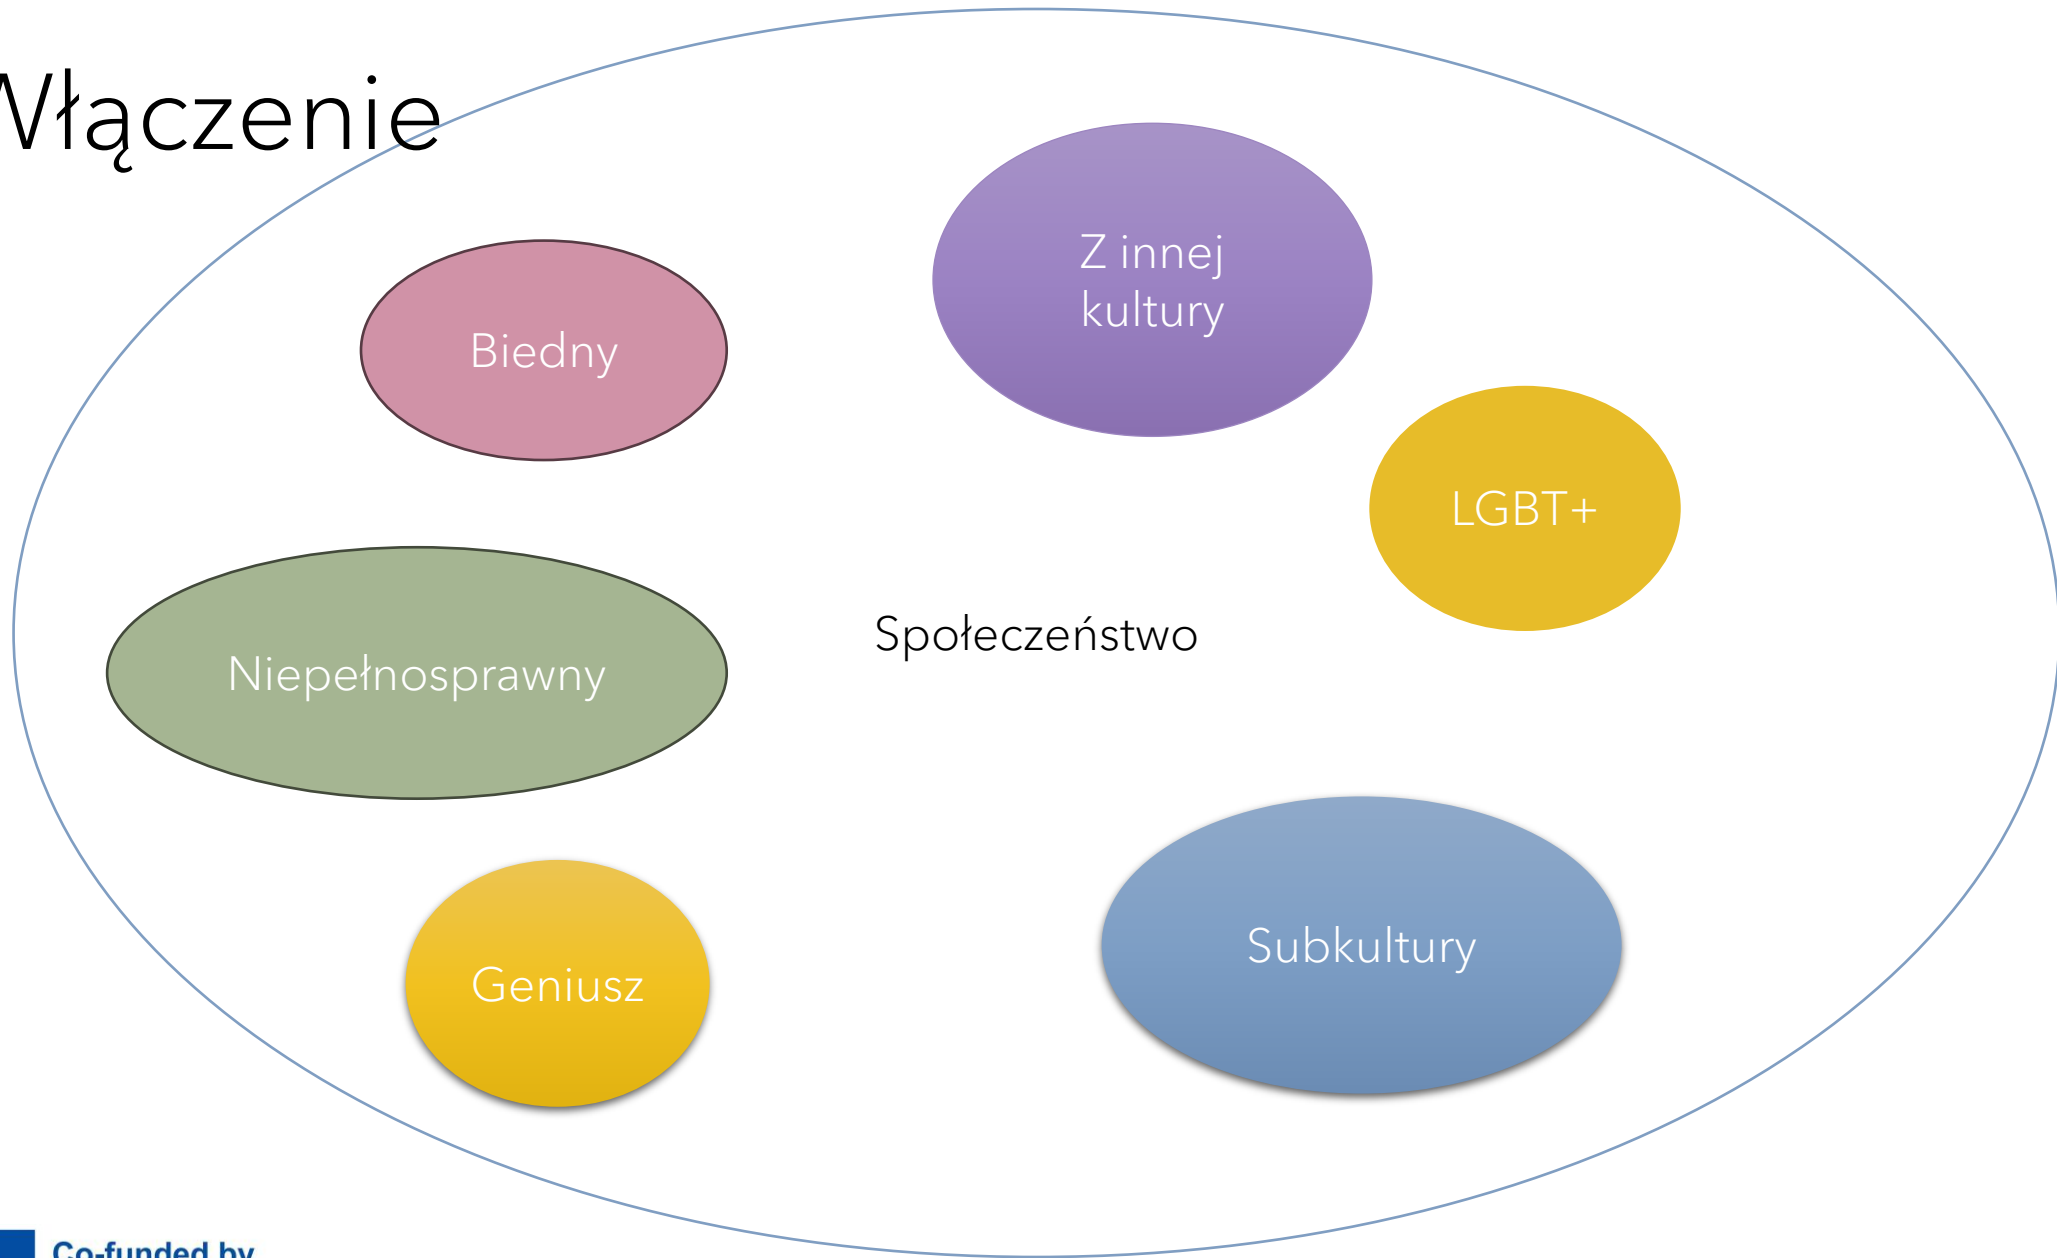 Włączenie
Z innej
kultury
Biedny
LGBT+
Społeczeństwo
Niepełnosprawny
Subkultury
Geniusz
Co-funded by